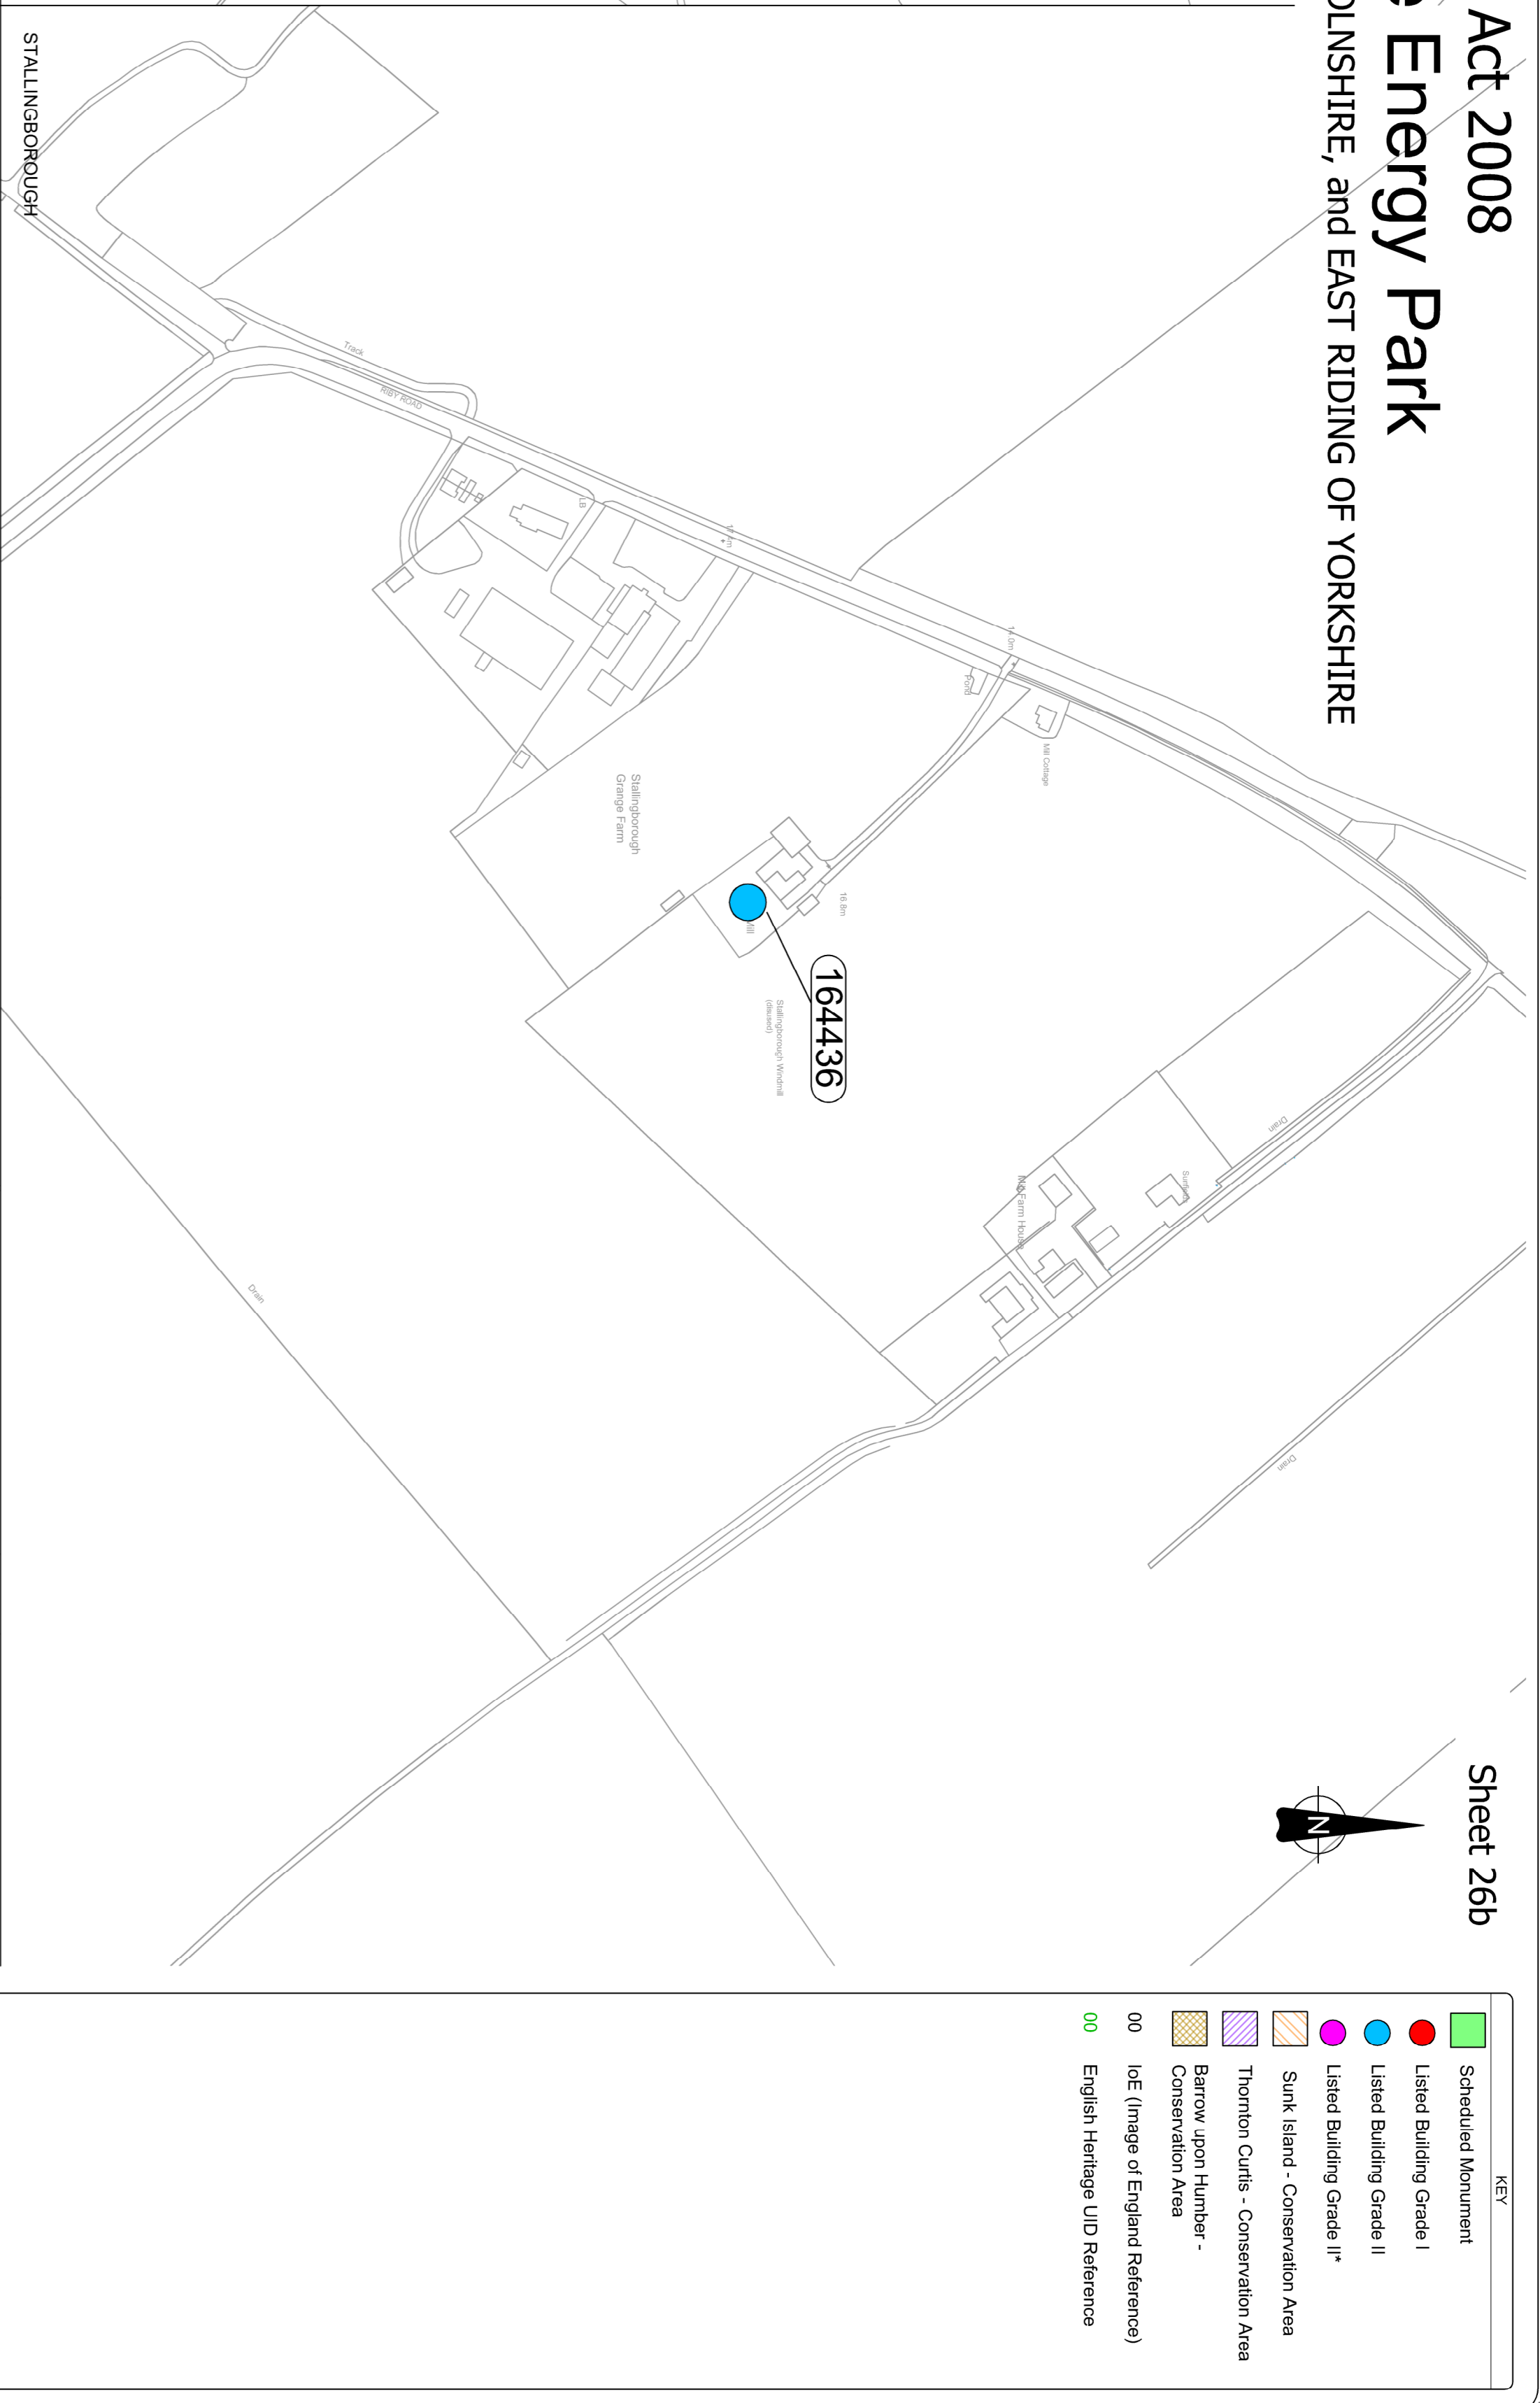 Act 2008
Energy Park
OLNSHIRE, and EAST RIDING OF YORKSHIRE
Sheet 26b
N
KEY
Scheduled Monument
Listed Building Grade I
Listed Building Grade II
Listed Building Grade II*
Sunk Island - Conservation Area
Thornton Curtis - Conservation Area
Barrow upon Humber -
Conservation Area
00 IoE (Image of England Reference)
00 English Heritage UID Reference
Drain
Drain
Mill Farm House
14.0m
Pond
Mill Cottage
16.8m
164436
Stallingborough Windmill
(disused)
Stallingborough
Grange Farm
LB
RIBY ROAD
Track
Drain
STALLINGBOROUGH